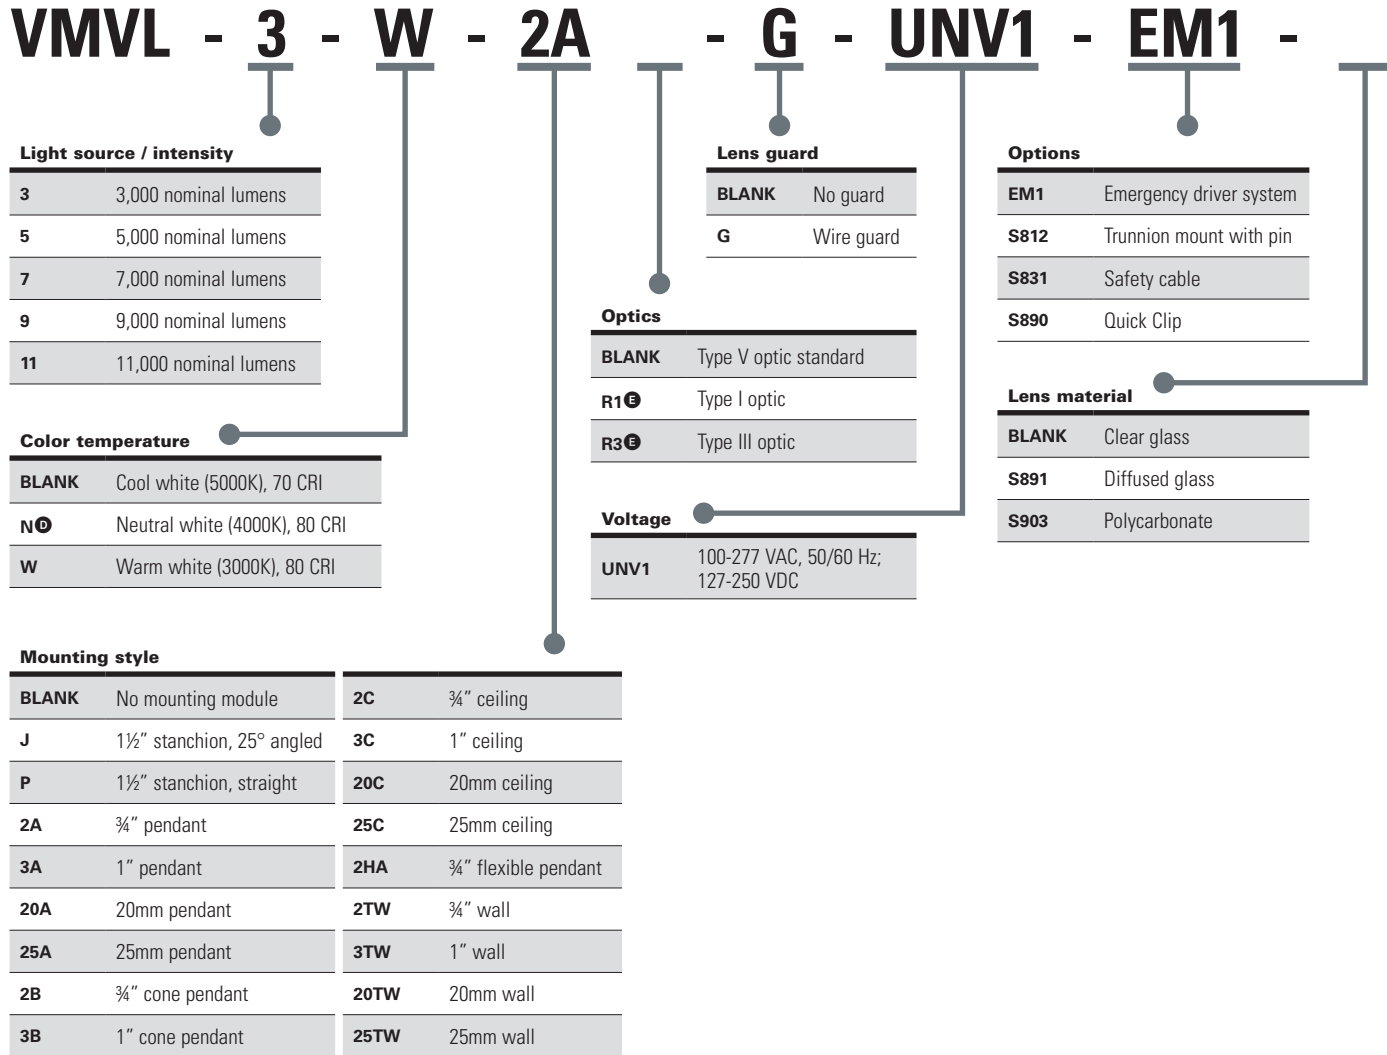 VMVL - 3 - W - 2A - G - UNV1 - EM1 -
Light source / intensity
3 3,000 nominal lumens
5 5,000 nominal lumens
7 7,000 nominal lumens
9 9,000 nominal lumens
11 11,000 nominal lumens
Color temperature
BLANK Cool white (5000K), 70 CRI
N D Neutral white (4000K), 80 CRI
W Warm white (3000K), 80 CRI
Lens guard
BLANK No guard
G Wire guard
Optics
BLANK Type V optic standard
R1 E Type I optic
R3 E Type III optic
Voltage
UNV1 100-277 VAC, 50/60 Hz;
127-250 VDC
Options
EM1 Emergency driver system
S812 Trunnion mount with pin
S831 Safety cable
S890 Quick Clip
Lens material
BLANK Clear glass
S891 Diffused glass
S903 Polycarbonate
Mounting style
BLANK No mounting module
J 1½" stanchion, 25° angled
P 1½" stanchion, straight
2A ¾" pendant
3A 1" pendant
20A 20mm pendant
25A 25mm pendant
2B ¾" cone pendant
3B 1" cone pendant
2C ¾" ceiling
3C 1" ceiling
20C 20mm ceiling
25C 25mm ceiling
2HA ¾" flexible pendant
2TW ¾" wall
3TW 1" wall
20TW 20mm wall
25TW 25mm wall